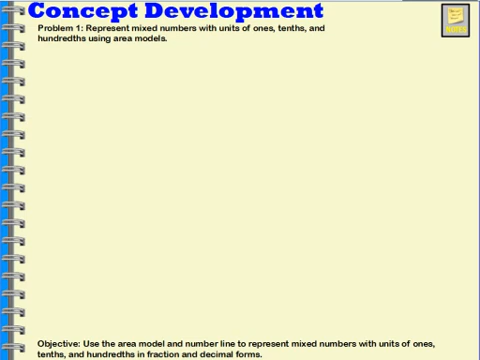 Concept Development
Problem 1: Represent mixed numbers with units of ones, tenths, and
hundredths using area models.
Objective: Use the area model and number line to represent mixed numbers with units of ones,
tenths, and hundredths in fraction and decimal forms.